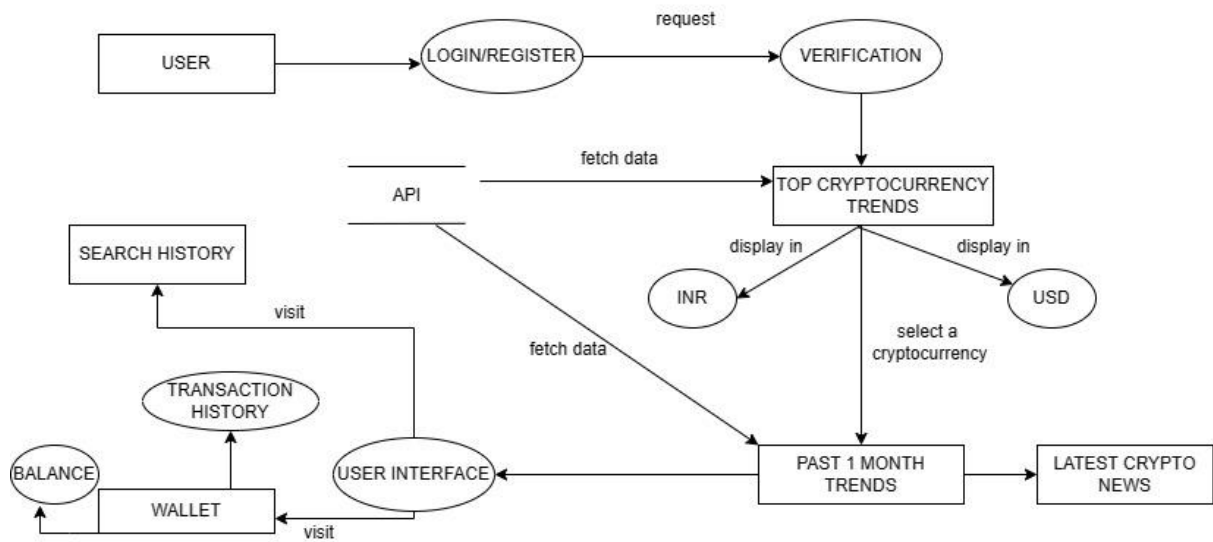 request
USER
LOGIN/REGISTER
VERIFICATION
fetch data
API
TOP CRYPTOCURRENCY
TRENDS
SEARCH HISTORY
display in
display in
INR
USD
visit
select a
cryptocurrency
fetch data
TRANSACTION
HISTORY
BALANCE
USER INTERFACE
PAST 1 MONTH
TRENDS
LATEST CRYPTO
NEWS
WALLET
visit